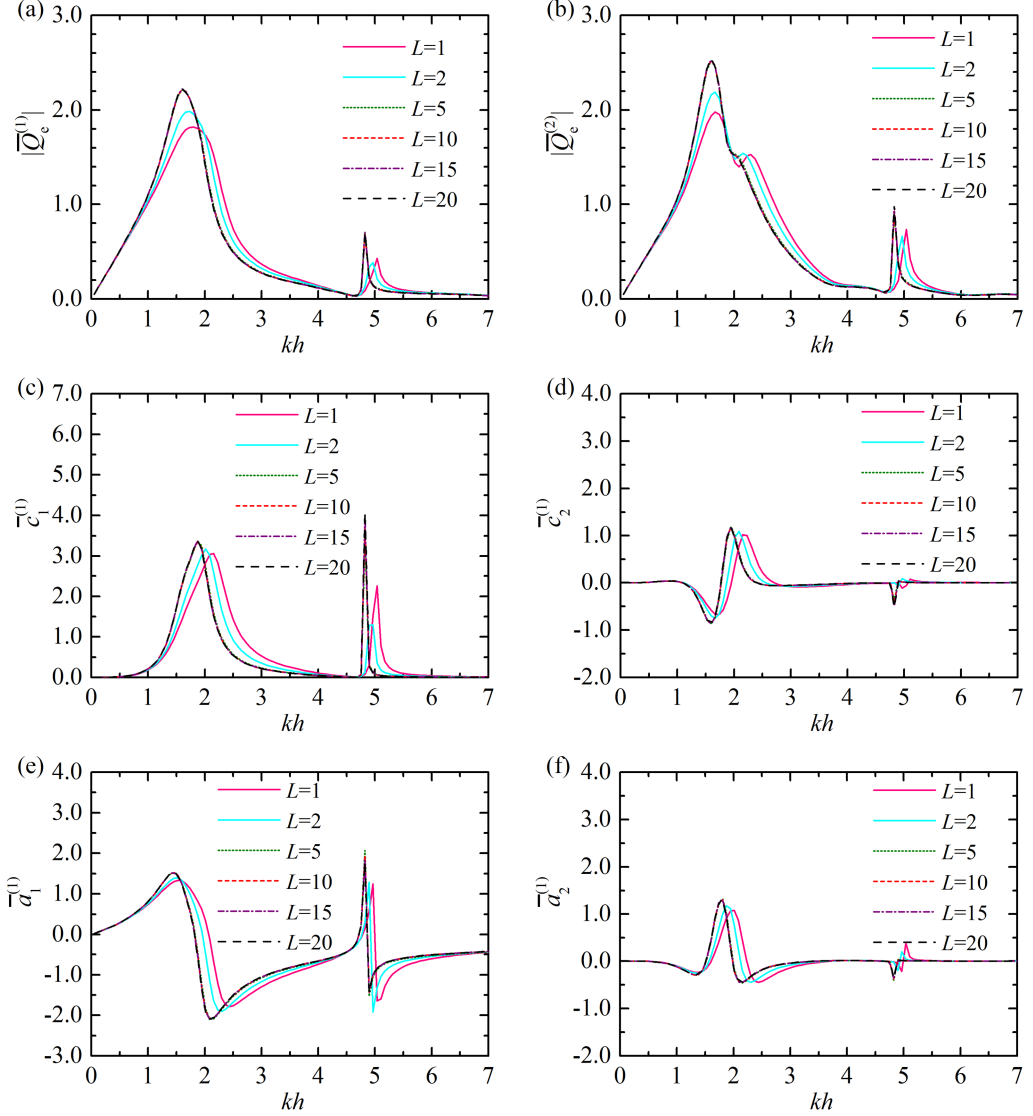 (a)
|Q̅ₑ⁽¹⁾|
3.0
2.0
1.0
0.0
L=1
L=2
L=5
L=10
L=15
L=20
0 1 2 3 4 5 6 7
kh
(b)
|Q̅ₑ⁽²⁾|
3.0
2.0
1.0
0.0
L=1
L=2
L=5
L=10
L=15
L=20
0 1 2 3 4 5 6 7
kh
(c)
c̅₁⁽¹⁾
7.0
6.0
5.0
4.0
3.0
2.0
1.0
0.0
L=1
L=2
L=5
L=10
L=15
L=20
0 1 2 3 4 5 6 7
kh
(d)
c̅₂⁽¹⁾
4.0
3.0
2.0
1.0
0.0
-1.0
-2.0
L=1
L=2
L=5
L=10
L=15
L=20
0 1 2 3 4 5 6 7
kh
(e)
a̅₁⁽¹⁾
4.0
3.0
2.0
1.0
0.0
-1.0
-2.0
-3.0
L=1
L=2
L=5
L=10
L=15
L=20
0 1 2 3 4 5 6 7
kh
(f)
a̅₂⁽¹⁾
4.0
3.0
2.0
1.0
0.0
-1.0
-2.0
L=1
L=2
L=5
L=10
L=15
L=20
0 1 2 3 4 5 6 7
kh